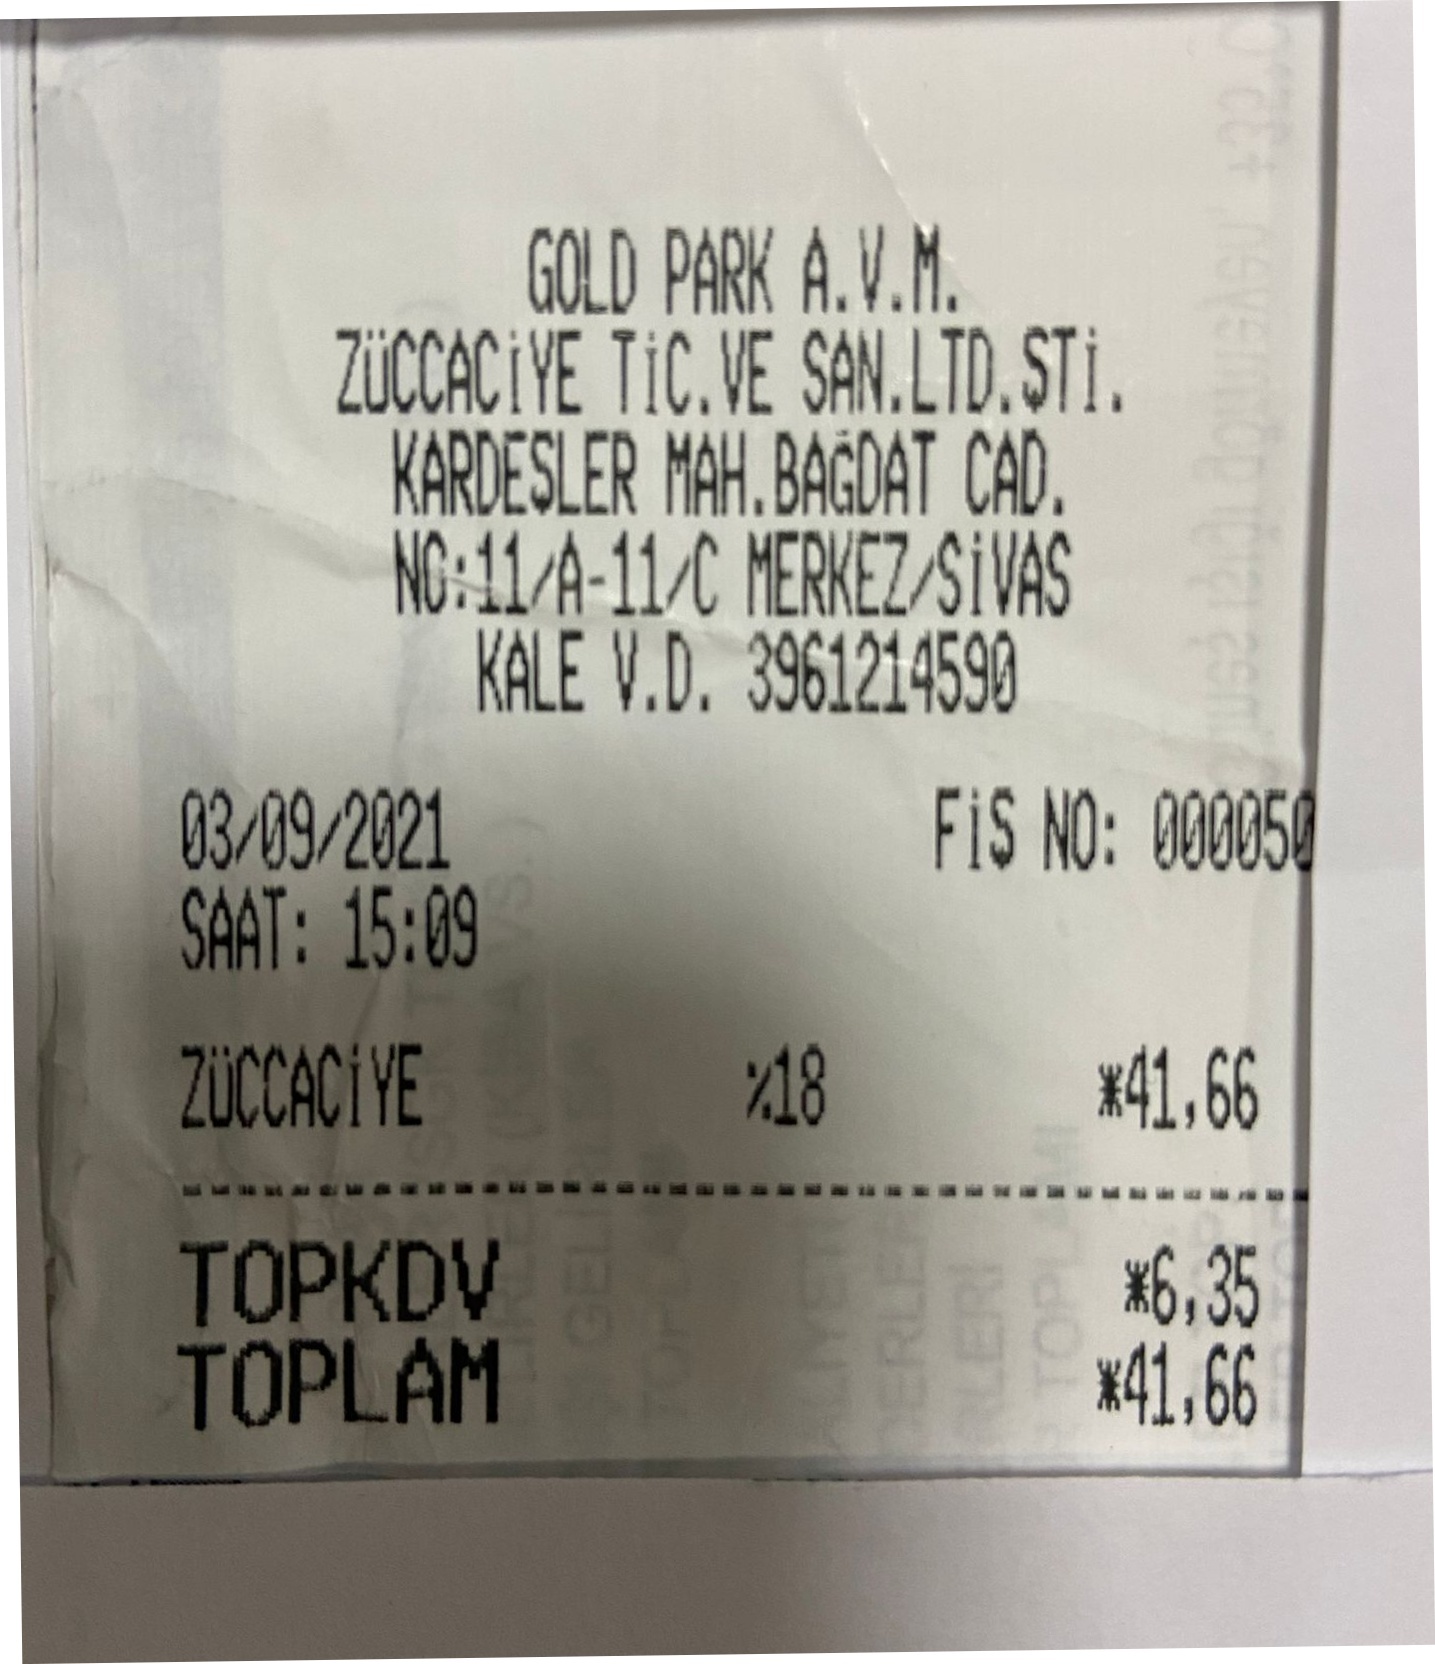 GOLD PARK A.V.M.
ZÜCCACİYE TİC.VE SAN.LTD.ŞTİ.
KARDEŞLER MAH.BAĞDAT CAD.
NO:11/A-11/C MERKEZ/SİVAS
KALE V.D. 3961214590
03/09/2021 FİŞ NO: 000050
SAAT: 15:09
ZÜCCACİYE %18 *41,66
TOPKDV *6,35
TOPLAM *41,66